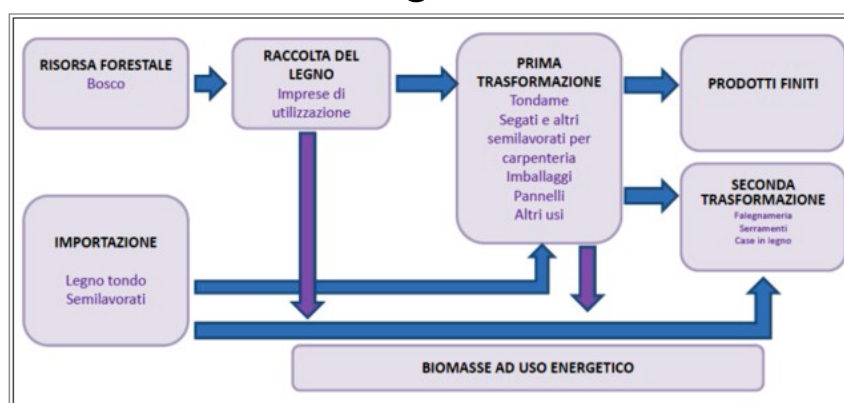 RISORSA FORESTALE
Bosco
RACCOLTA DEL
LEGNO
Imprese di
utilizzazione
PRIMA
TRASFORMAZIONE
Tondame
Segati e altri
semilavorati per
carpenteria
Imballaggi
Pannelli
Altri usi
PRODOTTI FINITI
SECONDA
TRASFORMAZIONE
Falegnameria
Serramenti
Case in legno
IMPORTAZIONE
Legno tondo
Semilavorati
BIOMASSE AD USO ENERGETICO